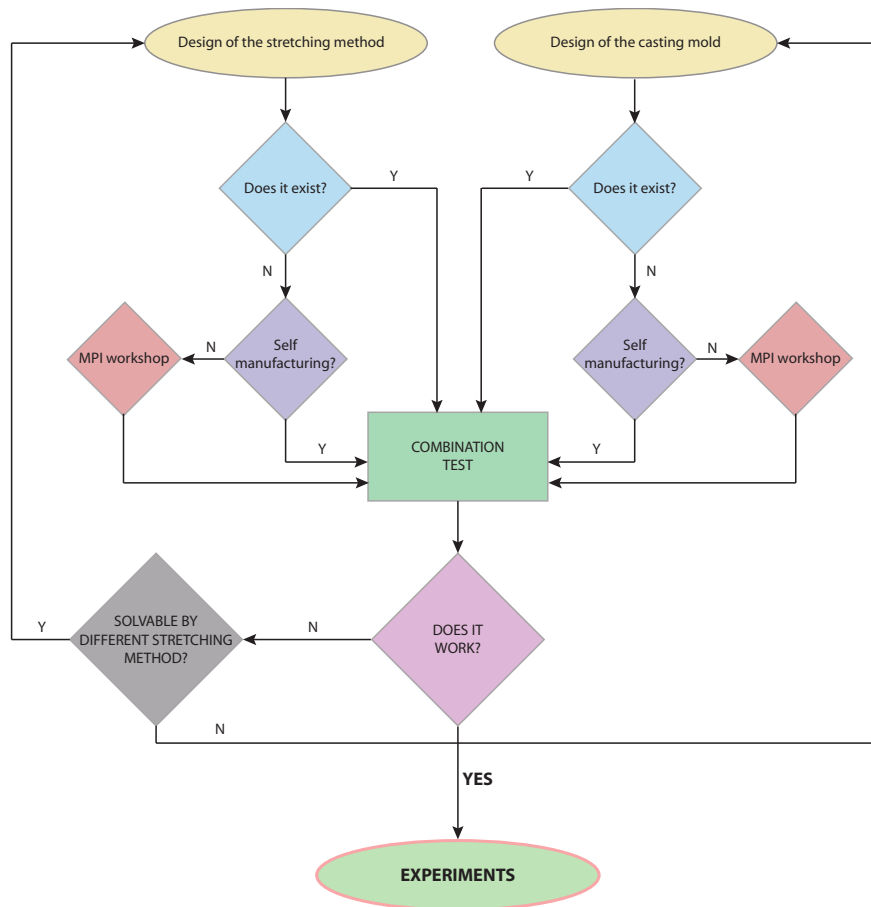 Design of the stretching method
Design of the casting mold
Does it exist?
Y
Y
Does it exist?
N
N
MPI workshop
N
Self
manufacturing?
Self
manufacturing?
N
MPI workshop
Y
COMBINATION
TEST
Y
Y
SOLVABLE BY
DIFFERENT STRETCHING
METHOD?
N
DOES IT
WORK?
N
YES
EXPERIMENTS